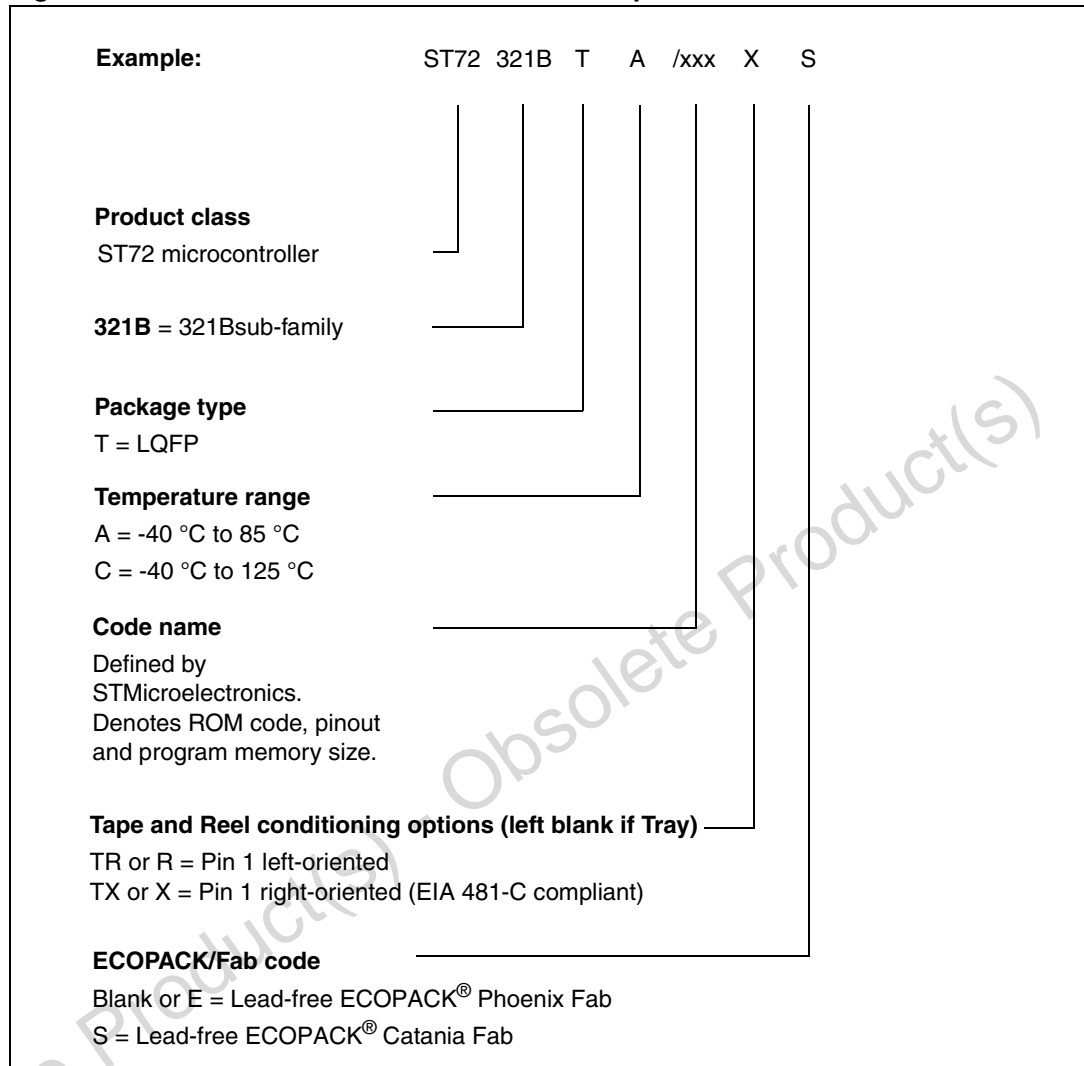 Example: ST72 321B T A /xxx X S
Product class
ST72 microcontroller
321B = 321Bsub-family
Package type
T = LQFP
Temperature range
A = -40 °C to 85 °C
C = -40 °C to 125 °C
Code name
Defined by
STMicroelectronics.
Denotes ROM code, pinout
and program memory size.
Tape and Reel conditioning options (left blank if Tray)
TR or R = Pin 1 left-oriented
TX or X = Pin 1 right-oriented (EIA 481-C compliant)
ECOPACK/Fab code
Blank or E = Lead-free ECOPACK® Phoenix Fab
S = Lead-free ECOPACK® Catania Fab
Product(s) - Obsolete Product(s)